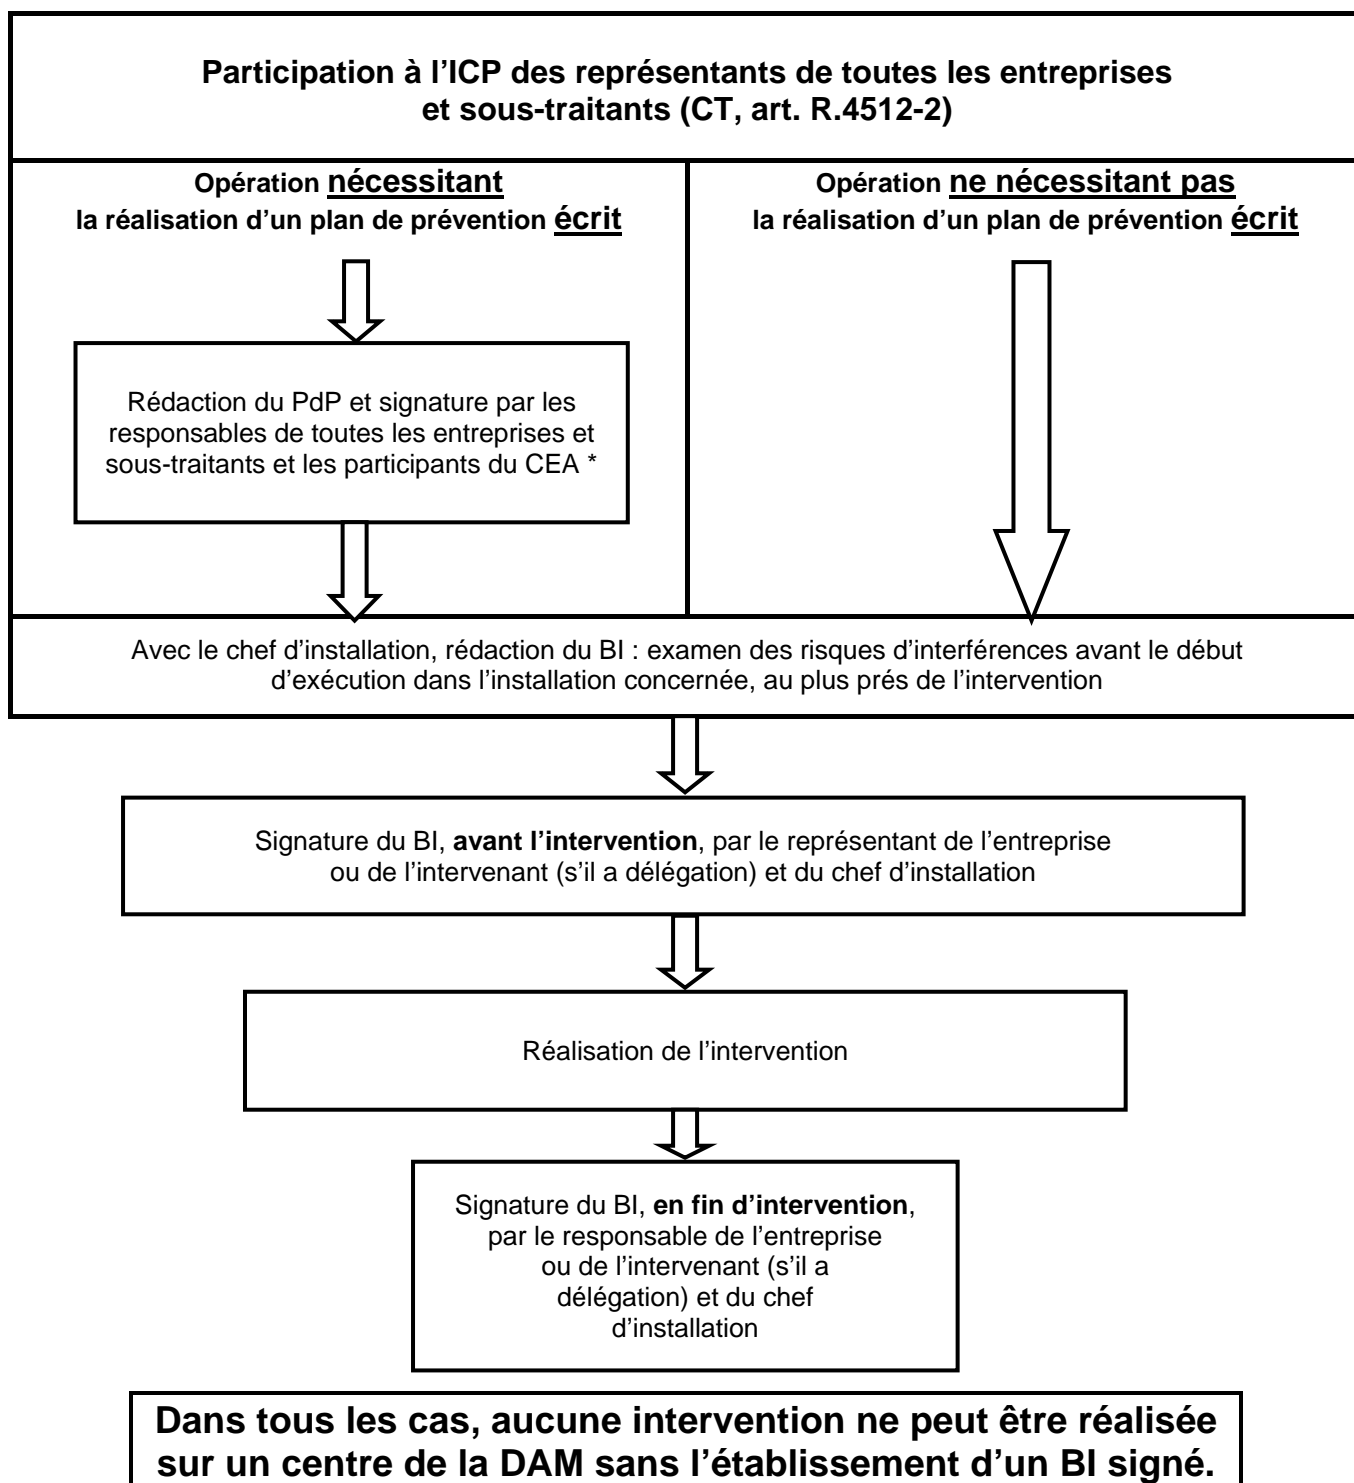 Participation à l’ICP des représentants de toutes les entreprises
et sous-traitants (CT, art. R.4512-2)
Opération nécessitant
la réalisation d’un plan de prévention écrit
Opération ne nécessitant pas
la réalisation d’un plan de prévention écrit
Rédaction du PdP et signature par les
responsables de toutes les entreprises et
sous-traitants et les participants du CEA *
Avec le chef d’installation, rédaction du BI : examen des risques d’interférences avant le début
d’exécution dans l’installation concernée, au plus prés de l’intervention
Signature du BI, avant l’intervention, par le représentant de l’entreprise
ou de l’intervenant (s’il a délégation) et du chef d’installation
Réalisation de l’intervention
Signature du BI, en fin d’intervention,
par le responsable de l’entreprise
ou de l’intervenant (s’il a
délégation) et du chef
d’installation
Dans tous les cas, aucune intervention ne peut être réalisée
sur un centre de la DAM sans l’établissement d’un BI signé.